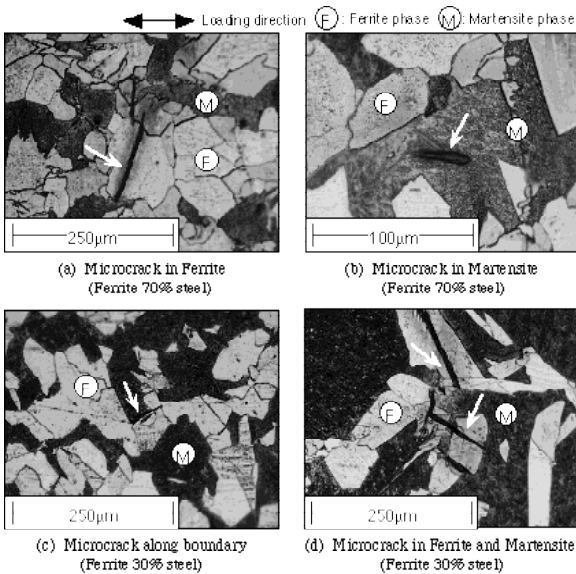 Loading direction F : Ferrite phase M : Martensite phase
M
F
250μm
F
M
100μm
(a) Microcrack in Ferrite
(Ferrite 70% steel)
(b) Microcrack in Martensite
(Ferrite 70% steel)
F
M
250μm
F
M
250μm
(c) Microcrack along boundary
(Ferrite 30% steel)
(d) Microcrack in Ferrite and Martensite
(Ferrite 30% steel)